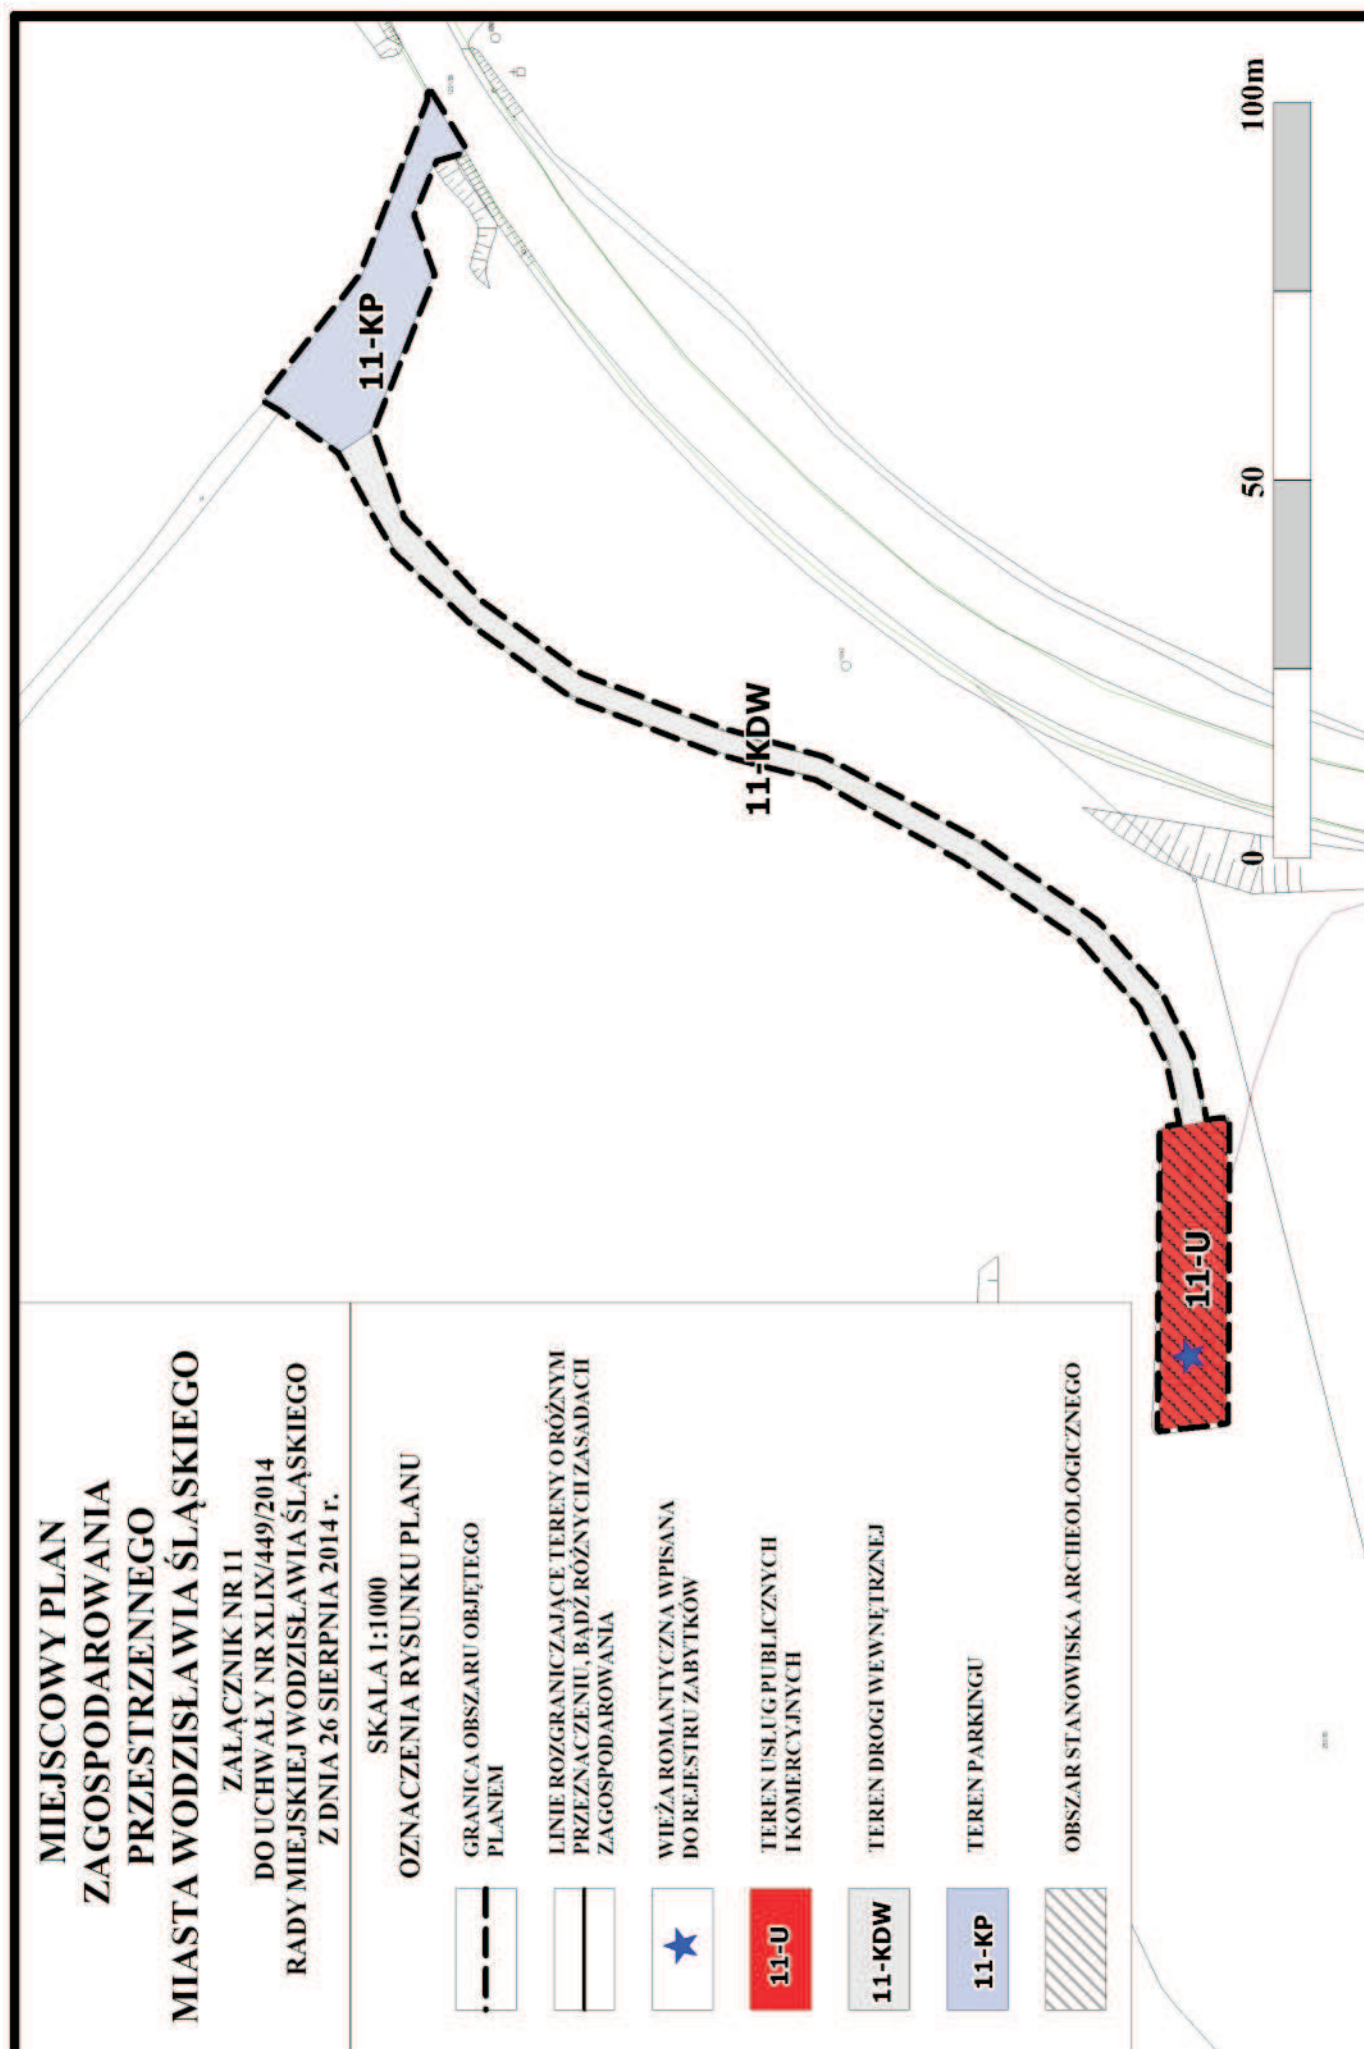 MIEJSCOWY PLAN
ZAGOSPODAROWANIA
PRZESTRZENNEGO
MIASTA WODZISŁAWIA ŚLĄSKIEGO
ZAŁĄCZNIK NR 11
DO UCHWAŁY NR XLIX/449/2014
RADY MIEJSKIEJ WODZISŁAWIA ŚLĄSKIEGO
Z DNIA 26 SIERPNIA 2014 r.
SKALA 1:1000
OZNACZENIA RYSUNKU PLANU
GRANICA OBSZARU OBJĘTEGO
PLANEM
LINIE ROZGRANICZAJĄCE TERENY O RÓŻNYM
PRZEZNACZENIU, BĄDŹ RÓŻNYCH ZASADACH
ZAGOSPODAROWANIA
WIEŻA ROMANTYCZNA WPISANA
DO REJESTRU ZABYTKÓW
11-U
TEREN USŁUG PUBLICZNYCH
I KOMERCYJNYCH
11-KDW
TEREN DROGI WEWNĘTRZNEJ
11-KP
TEREN PARKINGU
OBSZAR STANOWISKA ARCHEOLOGICZNEGO
11-KP
11-KDW
11-U
0
50
100m